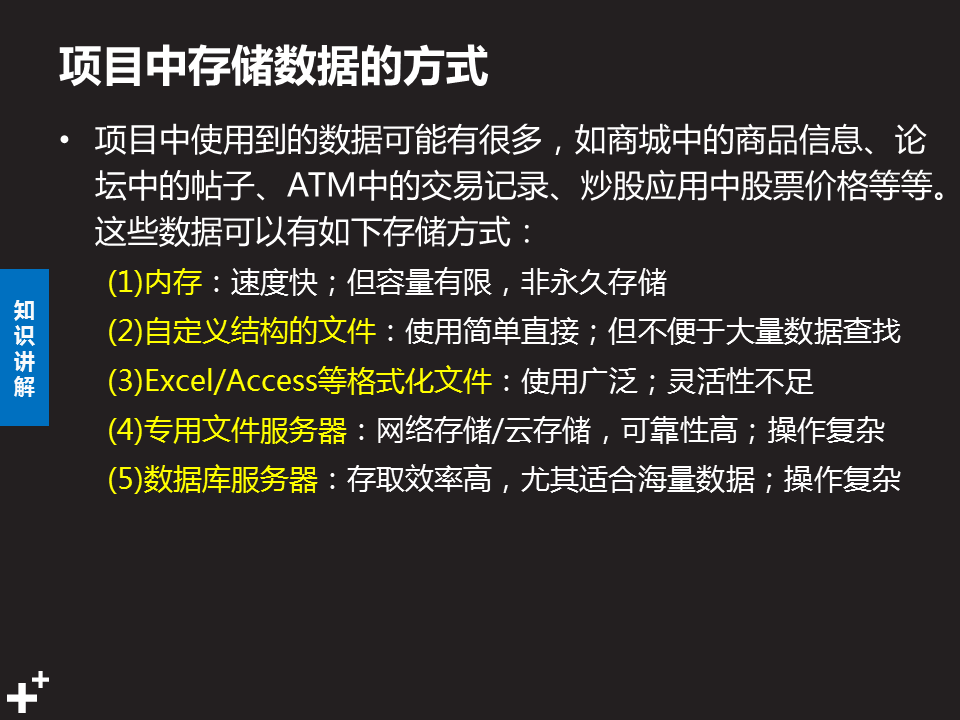 项目中存储数据的方式
• 项目中使用到的数据可能有很多，如商城中的商品信息、论
坛中的帖子、ATM中的交易记录、炒股应用中股票价格等等。
这些数据可以有如下存储方式：
(1)内存：速度快；但容量有限，非永久存储
(2)自定义结构的文件：使用简单直接；但不便于大量数据查找
(3)Excel/Access等格式化文件：使用广泛；灵活性不足
(4)专用文件服务器：网络存储/云存储，可靠性高；操作复杂
(5)数据库服务器：存取效率高，尤其适合海量数据；操作复杂
知
识
讲
解